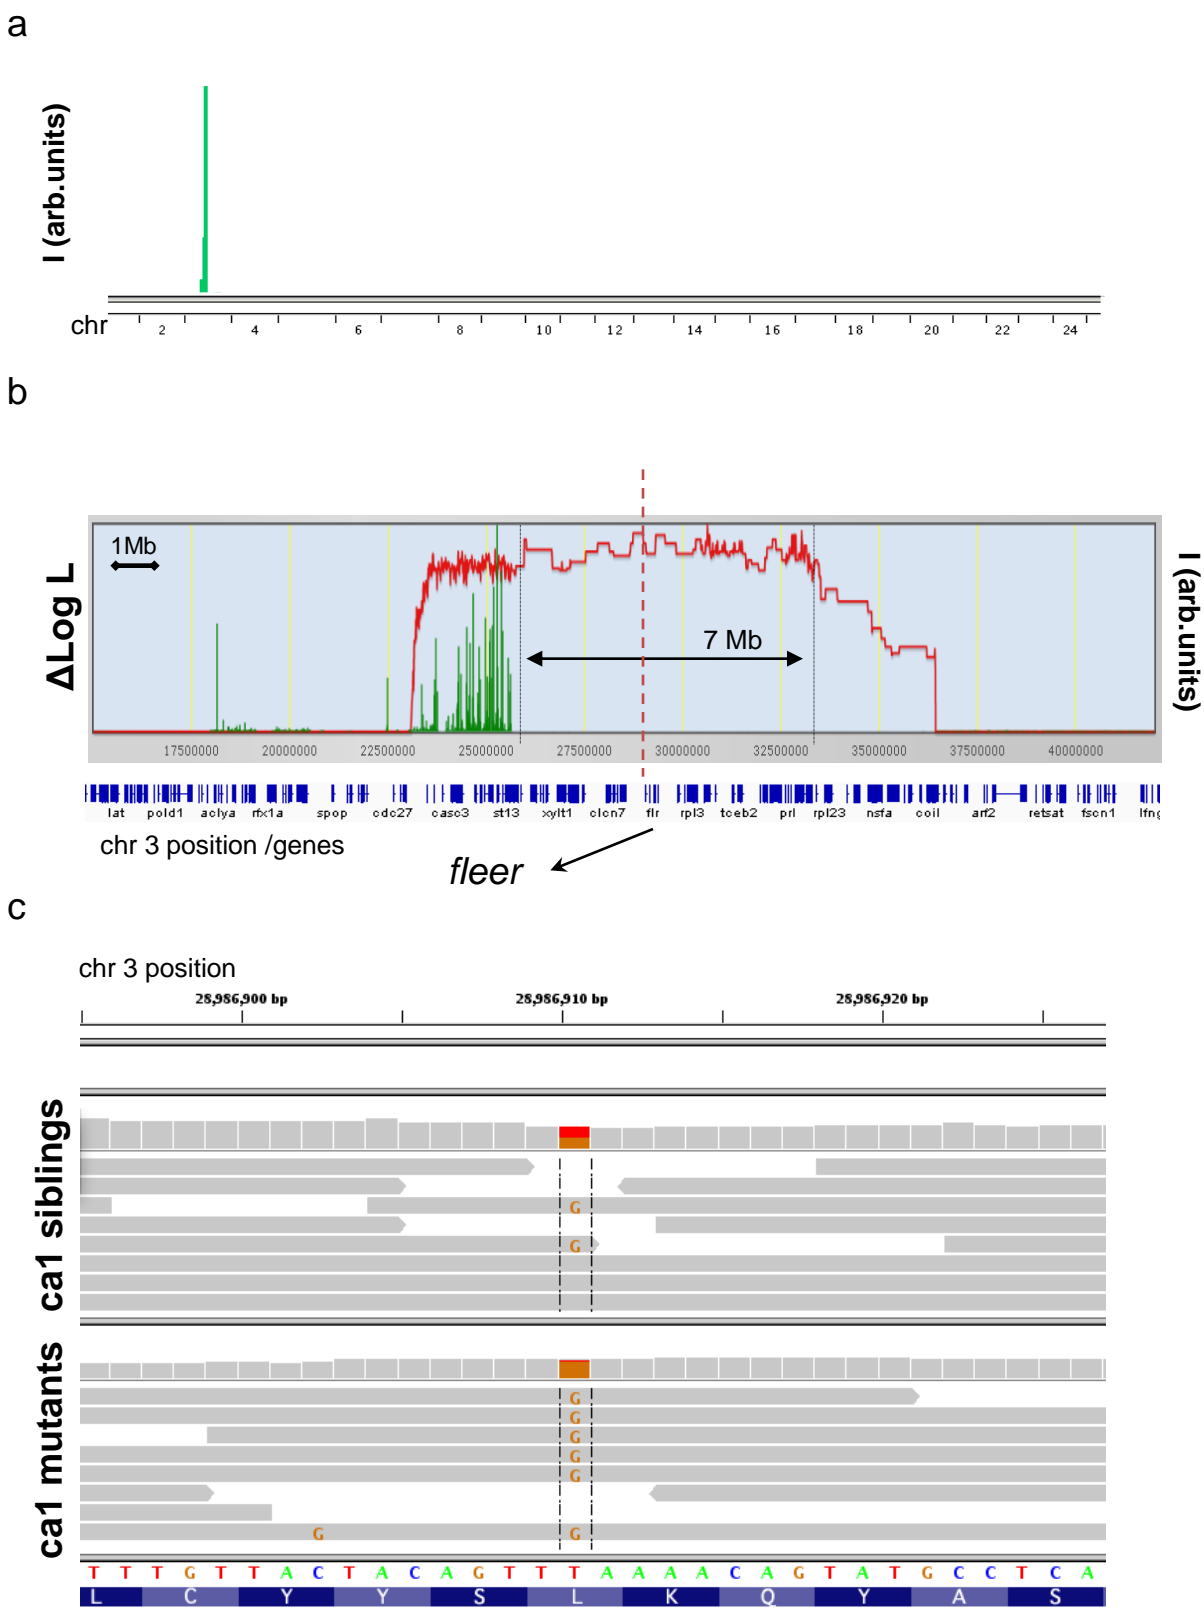 a
I (arb.units)
chr 2 4 6 8 10 12 14 16 18 20 22 24
b
1Mb
ΔLog L
7 Mb
I (arb.units)
17500000 20000000 22500000 25000000 27500000 30000000 32500000 35000000 37500000 40000000
lat pold1 aclya rfx1a spop cdc27 casc3 st13 xylt1 clcn7 flr rpl3 tceb2 prl rpl23 nsfa coil arf2 retsat fscn1 lfng
chr 3 position /genes
fleer
c
chr 3 position
28,986,900 bp 28,986,910 bp 28,986,920 bp
ca1 siblings
G
G
ca1 mutants
G
G
G
G
G
G G
T T T G T T A C T A C A G T T T A A A A C A G T A T G C C T C A
L C Y Y S L K Q Y A S